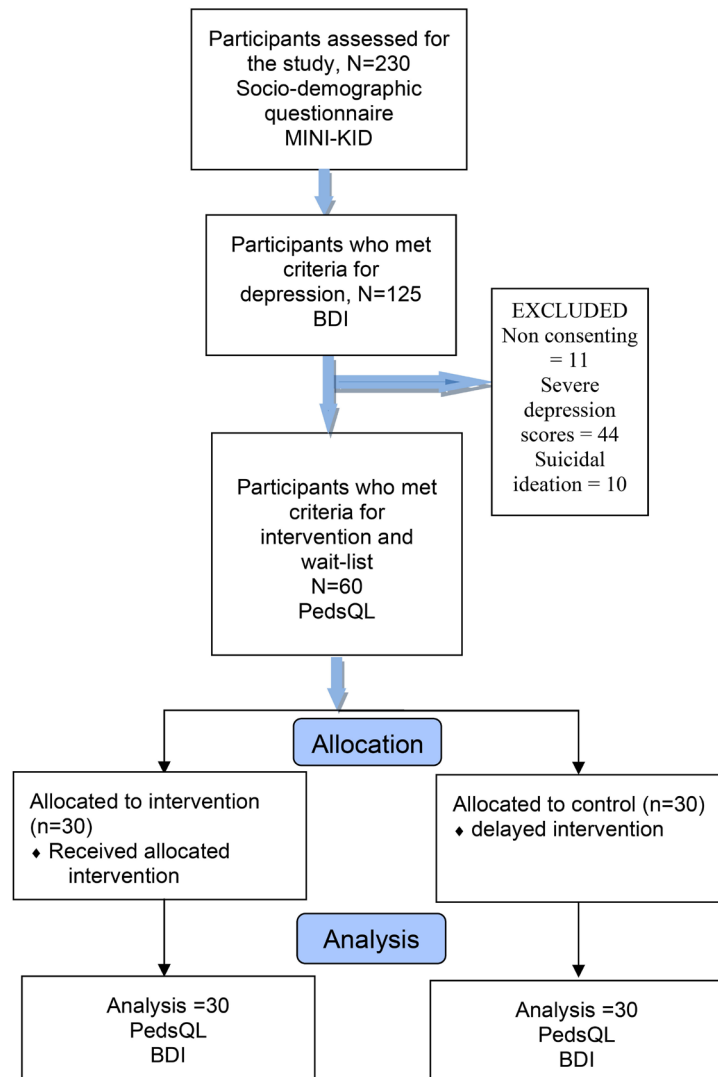 Participants assessed for
the study, N=230
Socio-demographic
questionnaire
MINI-KID
Participants who met
criteria for
depression, N=125
BDI
EXCLUDED
Non consenting
= 11
Severe
depression
scores = 44
Suicidal
ideation = 10
Participants who met
criteria for
intervention and
wait-list
N=60
PedsQL
Allocation
Allocated to intervention
(n=30)
♦ Received allocated
intervention
Allocated to control (n=30)
♦ delayed intervention
Analysis
Analysis =30
PedsQL
BDI
Analysis =30
PedsQL
BDI